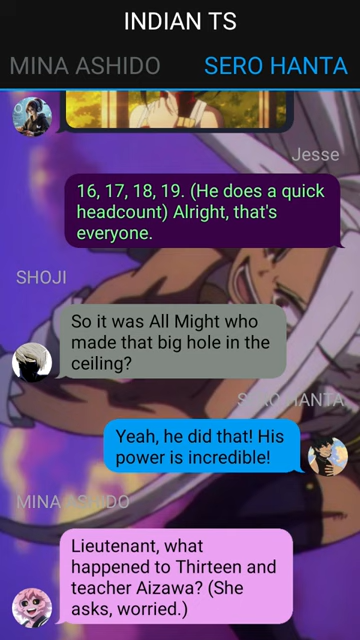 INDIAN TS
MINA ASHIDO SERO HANTA
Jesse
16, 17, 18, 19. (He does a quick
headcount) Alright, that's
everyone.
SHOJI
So it was All Might who
made that big hole in the
ceiling?
SERO HANTA
Yeah, he did that! His
power is incredible!
MINA ASHIDO
Lieutenant, what
happened to Thirteen and
teacher Aizawa? (She
asks, worried.)